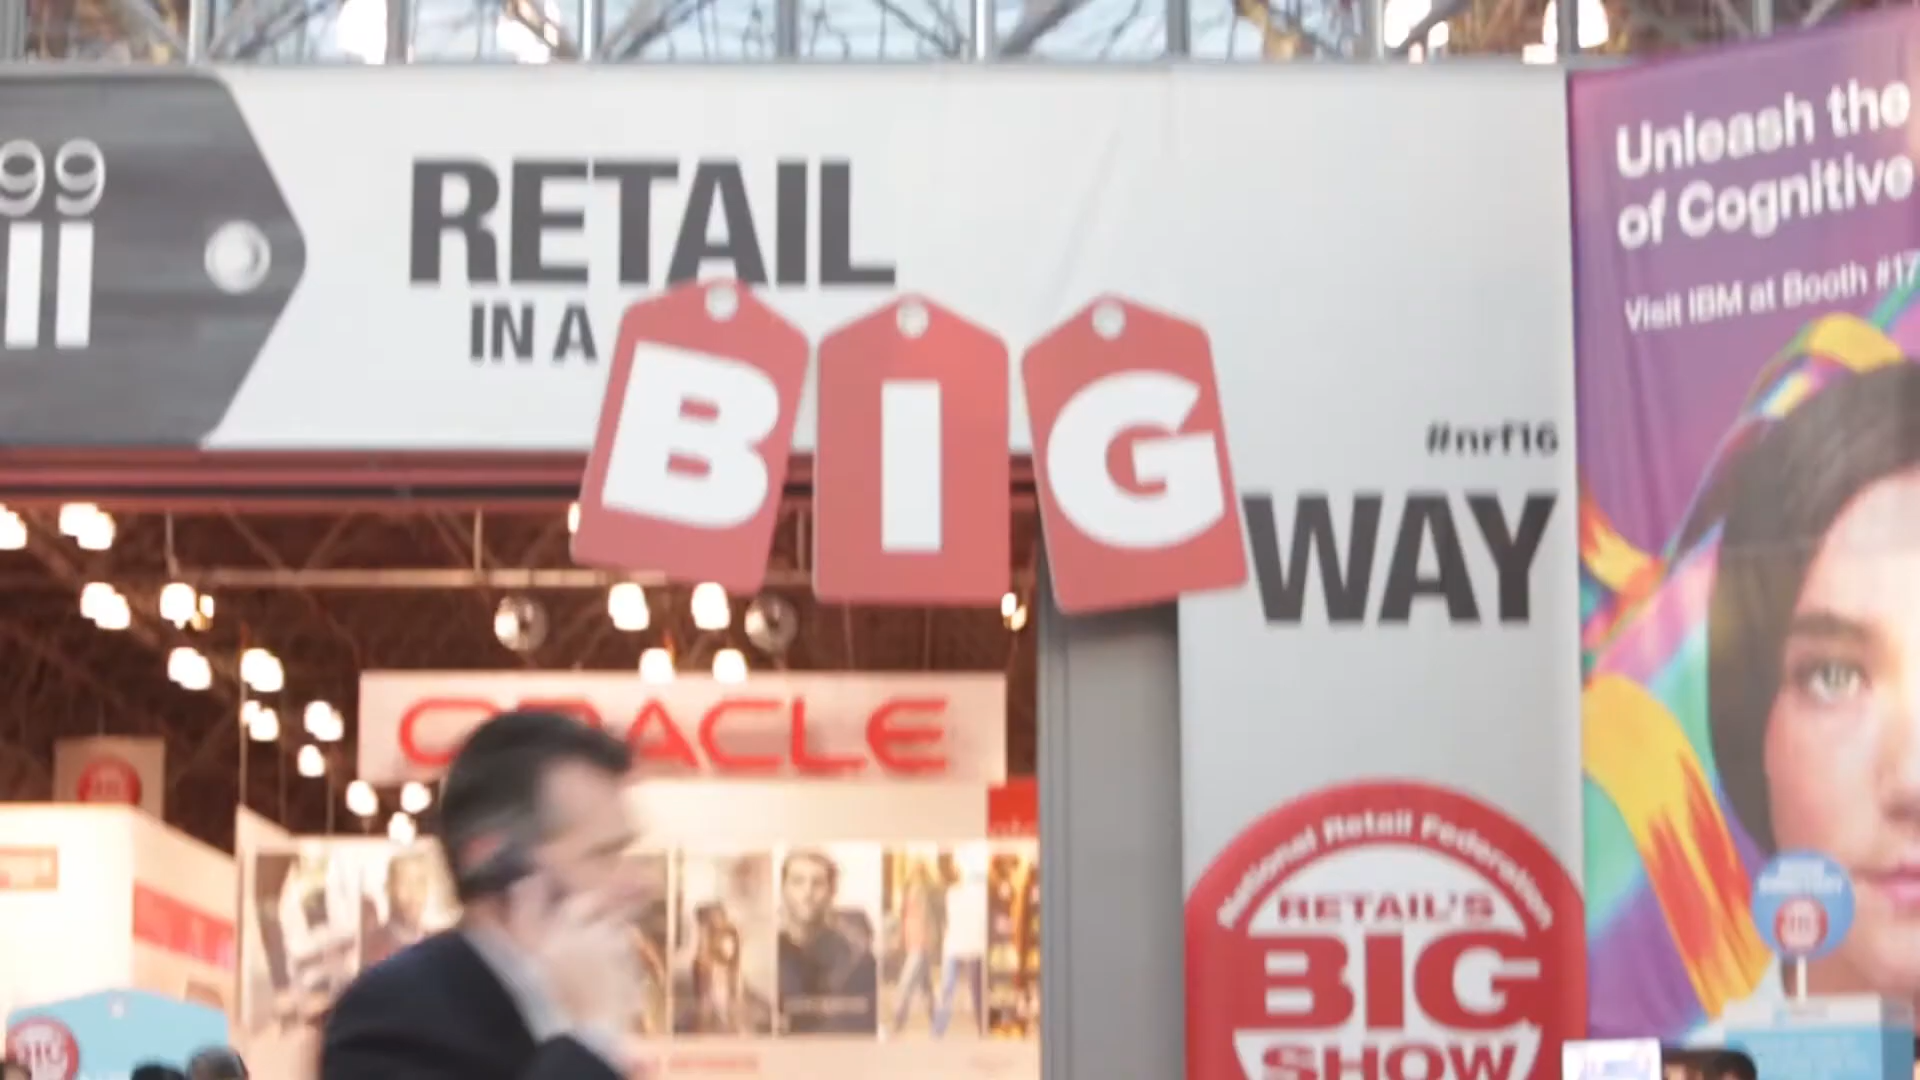 99
RETAIL
IN A
BIG
#nrf16
WAY
Unleash the
of Cognitive
Visit IBM at Booth #17
ORACLE
National Retail Federation
RETAIL'S
BIG
SHOW